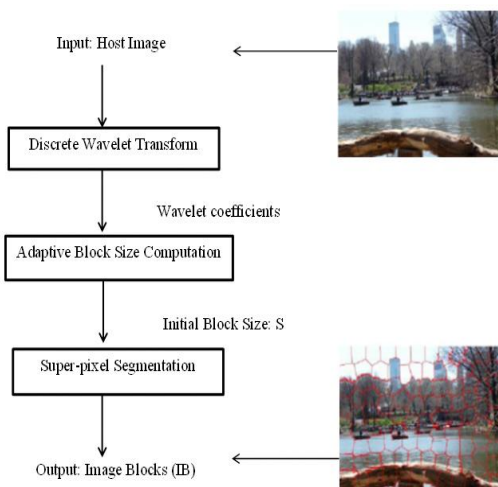 Input: Host Image
Discrete Wavelet Transform
Wavelet coefficients
Adaptive Block Size Computation
Initial Block Size: S
Super-pixel Segmentation
Output: Image Blocks (IB)